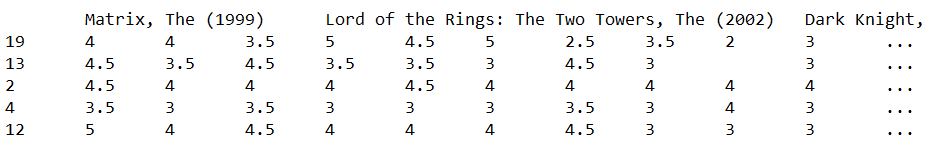 Matrix, The (1999) Lord of the Rings: The Two Towers, The (2002) Dark Knight,
19 4 4 3.5 5 4.5 5 2.5 3.5 2 3 ...
13 4.5 3.5 4.5 3.5 3.5 3 4.5 3 3 ...
2 4.5 4 4 4 4.5 4 4 4 4 4 ...
4 3.5 3 3.5 3 3 3 3.5 3 4 3 ...
12 5 4 4.5 4 4 4 4.5 3 3 3 ...